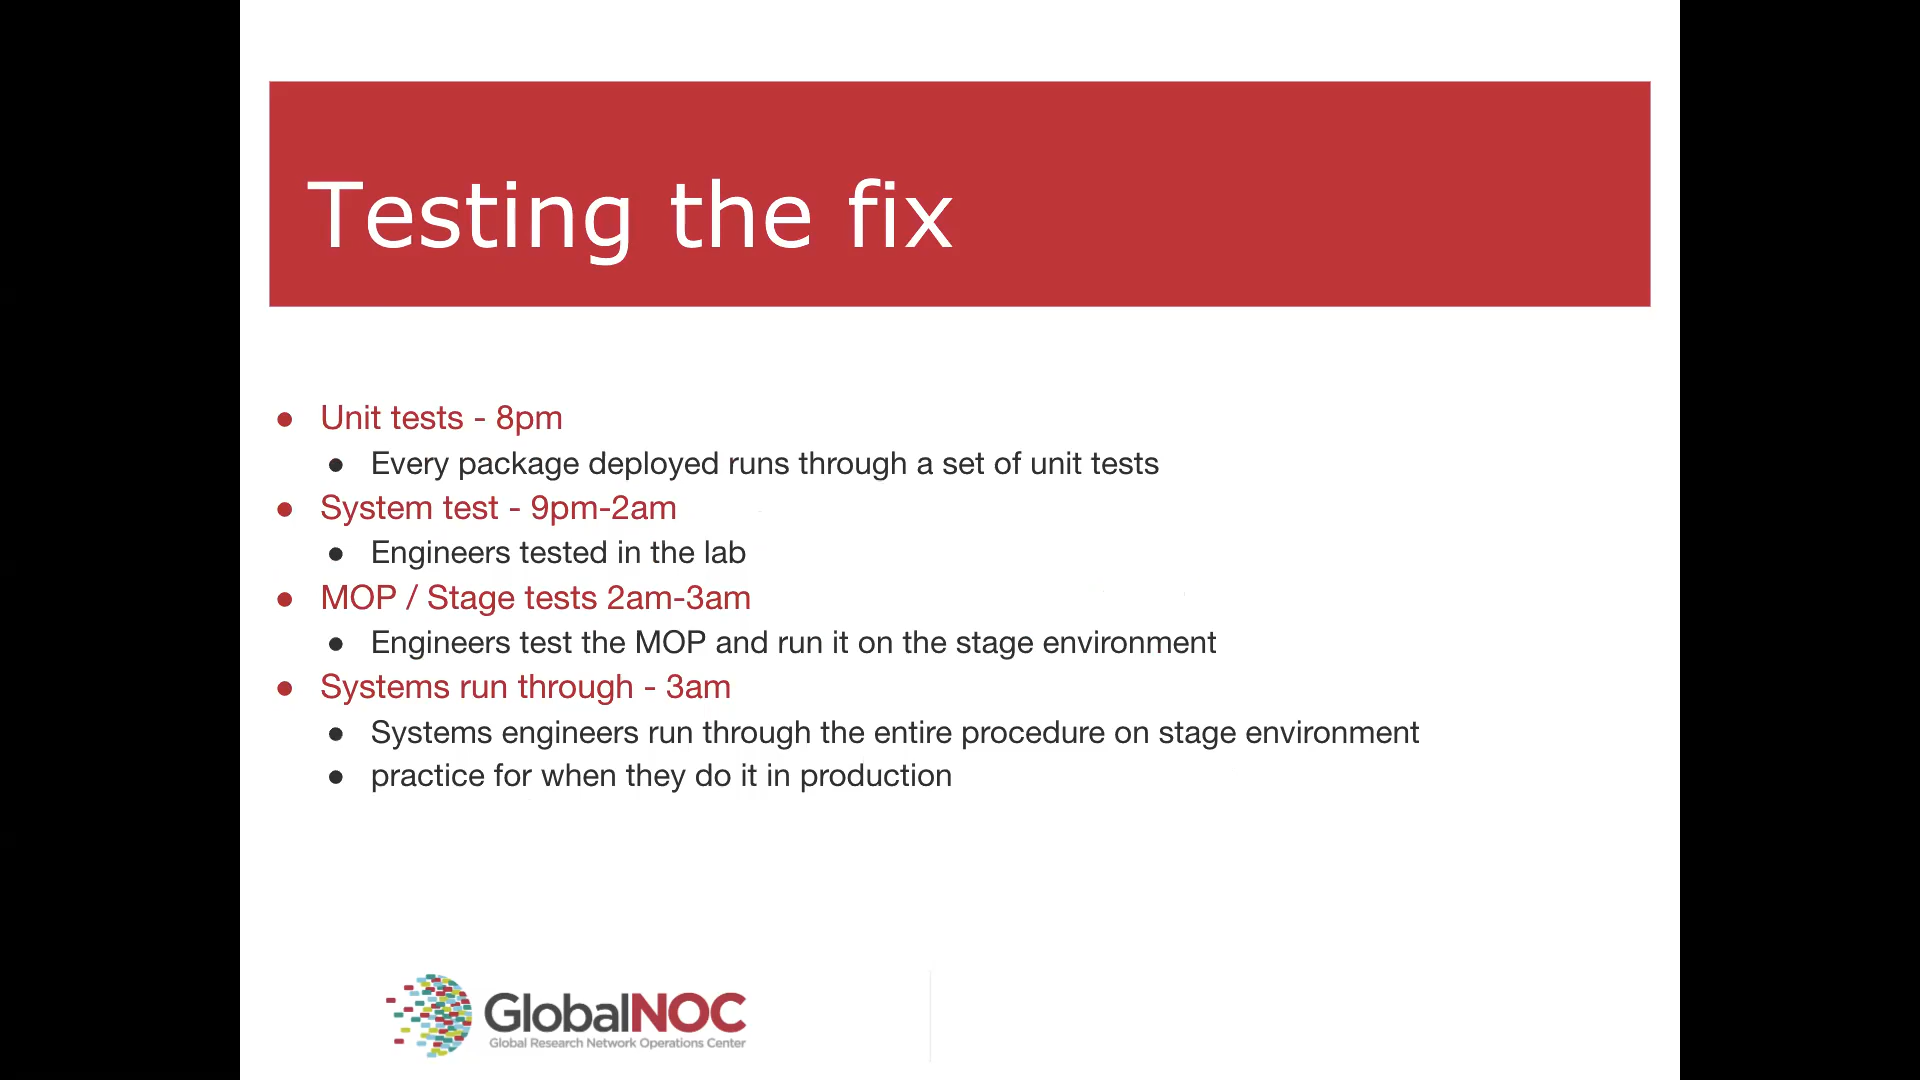 Testing the fix
Unit tests - 8pm
Every package deployed runs through a set of unit tests
System test - 9pm-2am
Engineers tested in the lab
MOP / Stage tests 2am-3am
Engineers test the MOP and run it on the stage environment
Systems run through - 3am
Systems engineers run through the entire procedure on stage environment
practice for when they do it in production
GlobalNOC
Global Research Network Operations Center